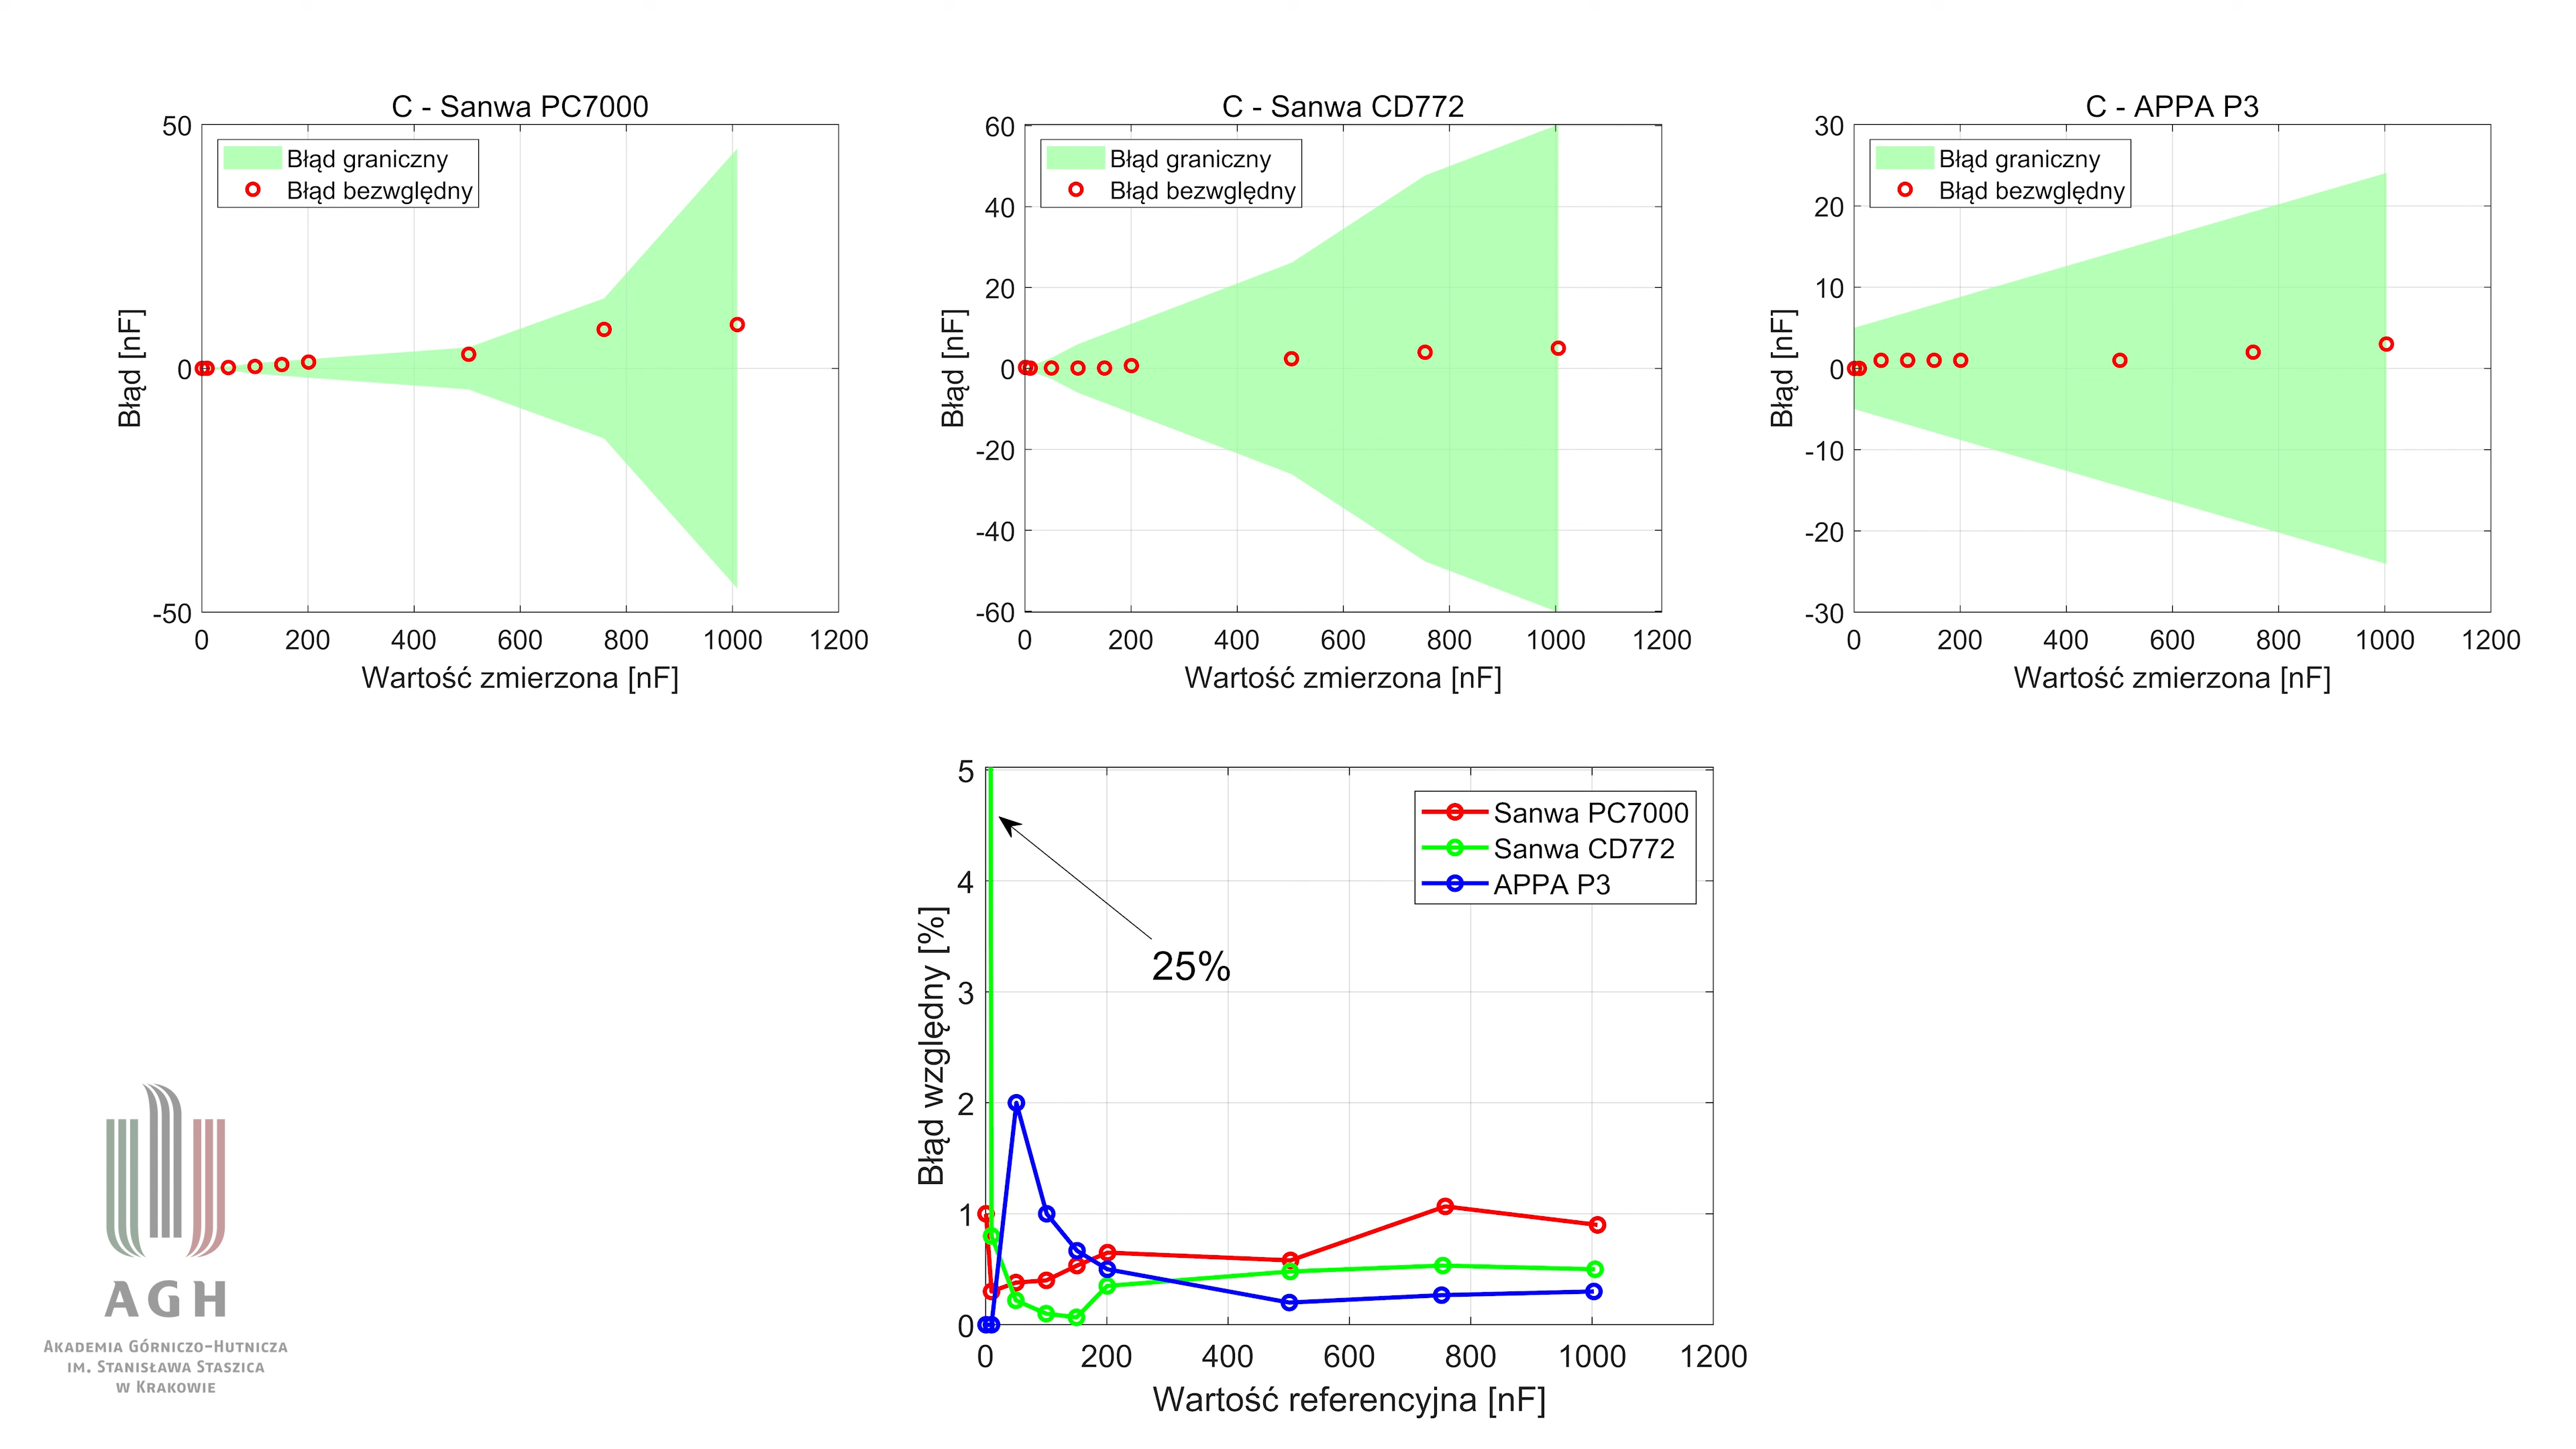 C - Sanwa PC7000
Błąd graniczny
Błąd bezwględny
50
0
-50
Błąd [nF]
0 200 400 600 800 1000 1200
Wartość zmierzona [nF]
C - Sanwa CD772
Błąd graniczny
Błąd bezwględny
60
40
20
0
-20
-40
-60
Błąd [nF]
0 200 400 600 800 1000 1200
Wartość zmierzona [nF]
C - APPA P3
Błąd graniczny
Błąd bezwględny
30
20
10
0
-10
-20
-30
Błąd [nF]
0 200 400 600 800 1000 1200
Wartość zmierzona [nF]
5
4
3
2
1
0
Błąd względny [%]
Sanwa PC7000
Sanwa CD772
APPA P3
25%
0 200 400 600 800 1000 1200
Wartość referencyjna [nF]
AGH
Akademia Górniczo-Hutnicza
im. Stanisława Staszica
w Krakowie